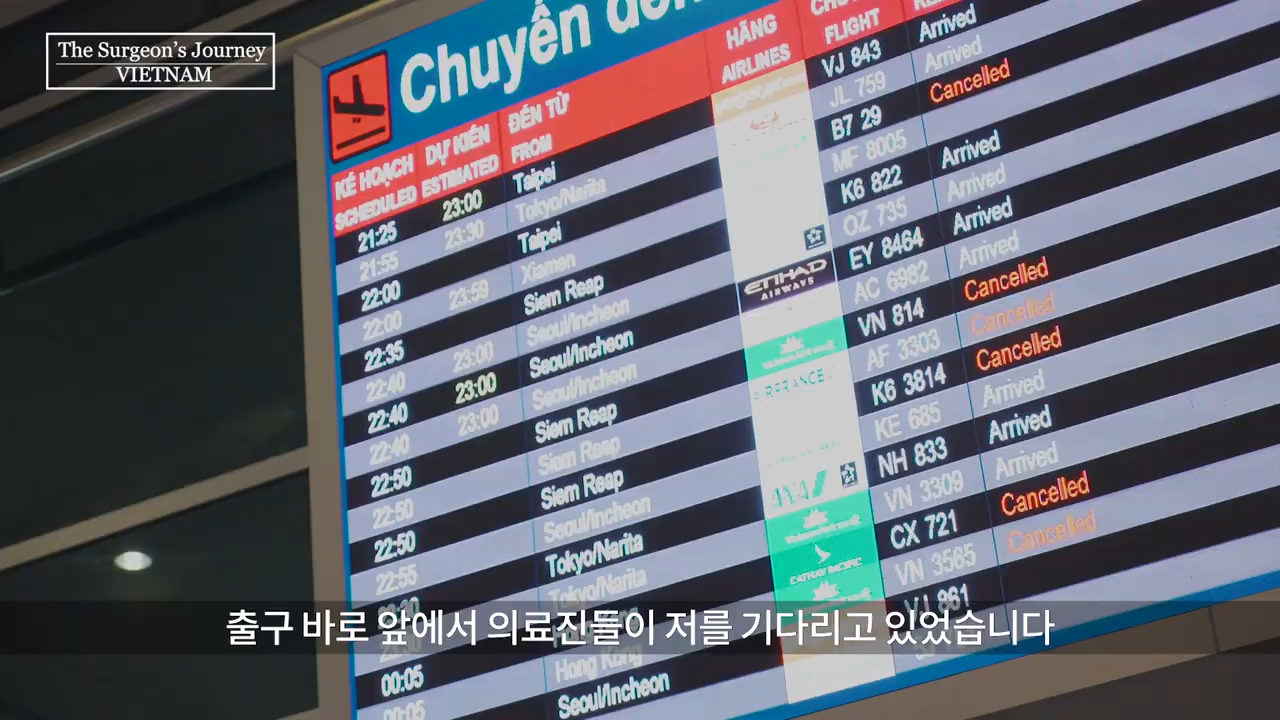 The Surgeon's Journey
VIETNAM
Chuyến đến
KẾ HOẠCH DỰ KIẾN ĐẾN TỪ HÃNG
SCHEDULED ESTIMATED FROM AIRLINES FLIGHT
21:25 23:00 Taipei VJ 843 Arrived
21:55 23:30 Tokyo/Narita JL 759 Arrived
22:00 Taipei B7 29 Cancelled
22:00 23:59 Xiamen MF 8005
22:35 Siem Reap K6 822 Arrived
22:40 23:00 Seoul/Incheon OZ 735 Arrived
22:40 23:00 Seoul/Incheon ETIHAD AIRWAYS EY 8464 Arrived
22:40 23:00 Seoul/Incheon AC 6982 Arrived
22:50 Siem Reap VN 814 Cancelled
22:50 Siem Reap AIRFRANCE AF 3303 Cancelled
22:50 Siem Reap K6 3814 Cancelled
22:55 Seoul/Incheon KE 685 Arrived
Tokyo/Narita ANA NH 833 Arrived
Tokyo/Narita VN 3309 Arrived
CATHAY PACIFIC CX 721 Cancelled
00:05 Hong Kong VN 3565 Cancelled
00:05 Seoul/Incheon VJ 861
출구 바로 앞에서 의료진들이 저를 기다리고 있었습니다